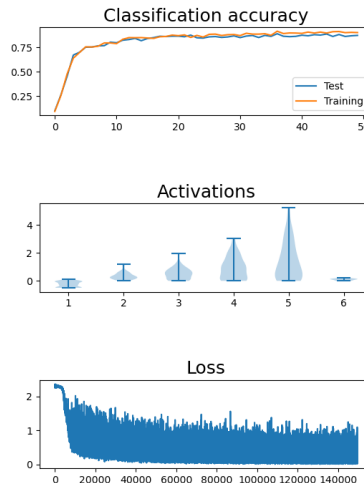 Classification accuracy
0.75
0.50
0.25
Test
Training
0 10 20 30 40
Activations
4
2
0
1 2 3 4 5 6
Loss
2
1
0
0 20000 40000 60000 80000 100000 120000 140000